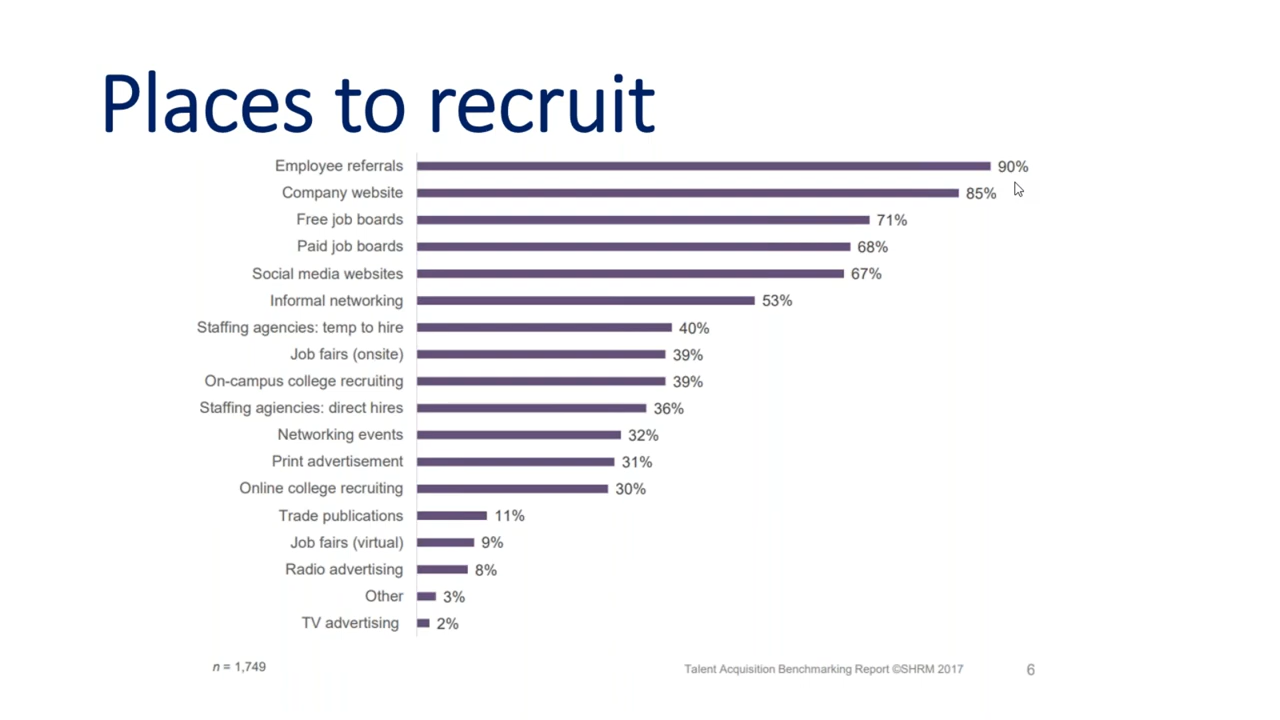 Places to recruit
Employee referrals 90%
Company website 85%
Free job boards 71%
Paid job boards 68%
Social media websites 67%
Informal networking 53%
Staffing agencies: temp to hire 40%
Job fairs (onsite) 39%
On-campus college recruiting 39%
Staffing agiencies: direct hires 36%
Networking events 32%
Print advertisement 31%
Online college recruiting 30%
Trade publications 11%
Job fairs (virtual) 9%
Radio advertising 8%
Other 3%
TV advertising 2%
n = 1,749 Talent Acquisition Benchmarking Report ©SHRM 2017 6